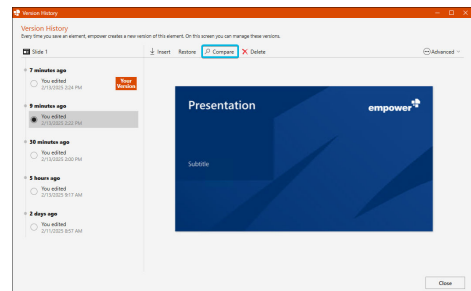 Version History
Version History
Every time you save an element, empower creates a new version of this element. On this screen you can manage these versions.
Slide 1
Insert Restore Compare Delete
Advanced
7 minutes ago
You edited
2/13/2025 2:24 PM
Your
Version
9 minutes ago
You edited
2/13/2025 2:22 PM
30 minutes ago
You edited
2/13/2025 2:00 PM
5 hours ago
You edited
2/13/2025 9:17 AM
2 days ago
You edited
2/11/2025 8:57 AM
Presentation
empower
Subtitle
Close